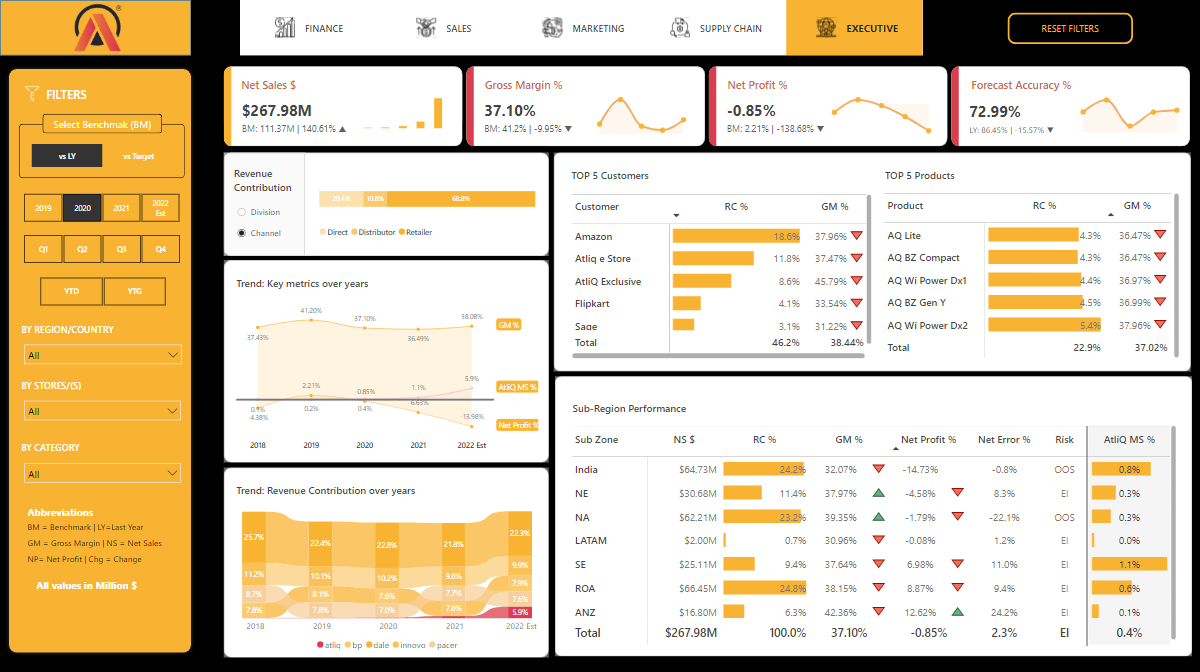 FINANCE
SALES
MARKETING
SUPPLY CHAIN
EXECUTIVE
RESET FILTERS
FILTERS
Select Benchmak (BM)
vs LY
vs Target
2019
2020
2021
2022
Est
Q1
Q2
Q3
Q4
YTD
YTG
BY REGION/COUNTRY
All
BY STORES/(S)
All
BY CATEGORY
All
Abbreviations
BM = Benchmark | LY=Last Year
GM = Gross Margin | NS = Net Sales
NP= Net Profit | Chg = Change
All values in Million $
Net Sales $
$267.98M
BM: 111.37M | 140.61%
Gross Margin %
37.10%
BM: 41.2% | -9.95%
Net Profit %
-0.85%
BM: 2.21% | -138.68%
Forecast Accuracy %
72.99%
LY: 86.45% | -15.57%
Revenue
Contribution
Division
Channel
20.4% 10.8% 68.8%
Direct Distributor Retailer
Trend: Key metrics over years
37.43% 41.20% 37.10% 36.49% 38.08%
GM %
2.21% -0.85% 1.1% 5.9%
AtliQ MS %
0.1% 0.2% 0.4% -6.63% -13.98%
-4.38%
Net Profit %
2018 2019 2020 2021 2022 Est
Trend: Revenue Contribution over years
25.7% 22.4% 22.8% 21.8% 22.3%
11.2% 10.1% 10.2% 9.6% 9.9%
8.7% 8.1% 7.6% 7.7% 7.9%
7.8% 7.8% 7.0% 7.6% 7.6%
5.9%
2018 2019 2020 2021 2022 Est
atliq bp dale innovo pacer
TOP 5 Customers
Customer RC % GM %
Amazon 18.6% 37.96%
Atliq e Store 11.8% 37.47%
AtliQ Exclusive 8.6% 45.79%
Flipkart 4.1% 33.54%
Sage 3.1% 31.22%
Total 46.2% 38.44%
TOP 5 Products
Product RC % GM %
AQ Lite 4.3% 36.47%
AQ BZ Compact 4.3% 36.47%
AQ Wi Power Dx1 4.4% 36.97%
AQ BZ Gen Y 4.5% 36.99%
AQ Wi Power Dx2 5.4% 37.96%
Total 22.9% 37.02%
Sub-Region Performance
Sub Zone NS $ RC % GM % Net Profit % Net Error % Risk AtliQ MS %
India $64.73M 24.2% 32.07% -14.73% -0.8% OOS 0.8%
NE $30.68M 11.4% 37.97% -4.58% 8.3% EI 0.3%
NA $62.21M 23.2% 39.35% -1.79% -22.1% OOS 0.3%
LATAM $2.00M 0.7% 30.96% -0.08% 1.2% EI 0.0%
SE $25.11M 9.4% 37.64% 6.98% 11.0% EI 1.1%
ROA $66.45M 24.8% 38.15% 8.87% 9.4% EI 0.6%
ANZ $16.80M 6.3% 42.36% 12.62% 24.2% EI 0.1%
Total $267.98M 100.0% 37.10% -0.85% 2.3% EI 0.4%